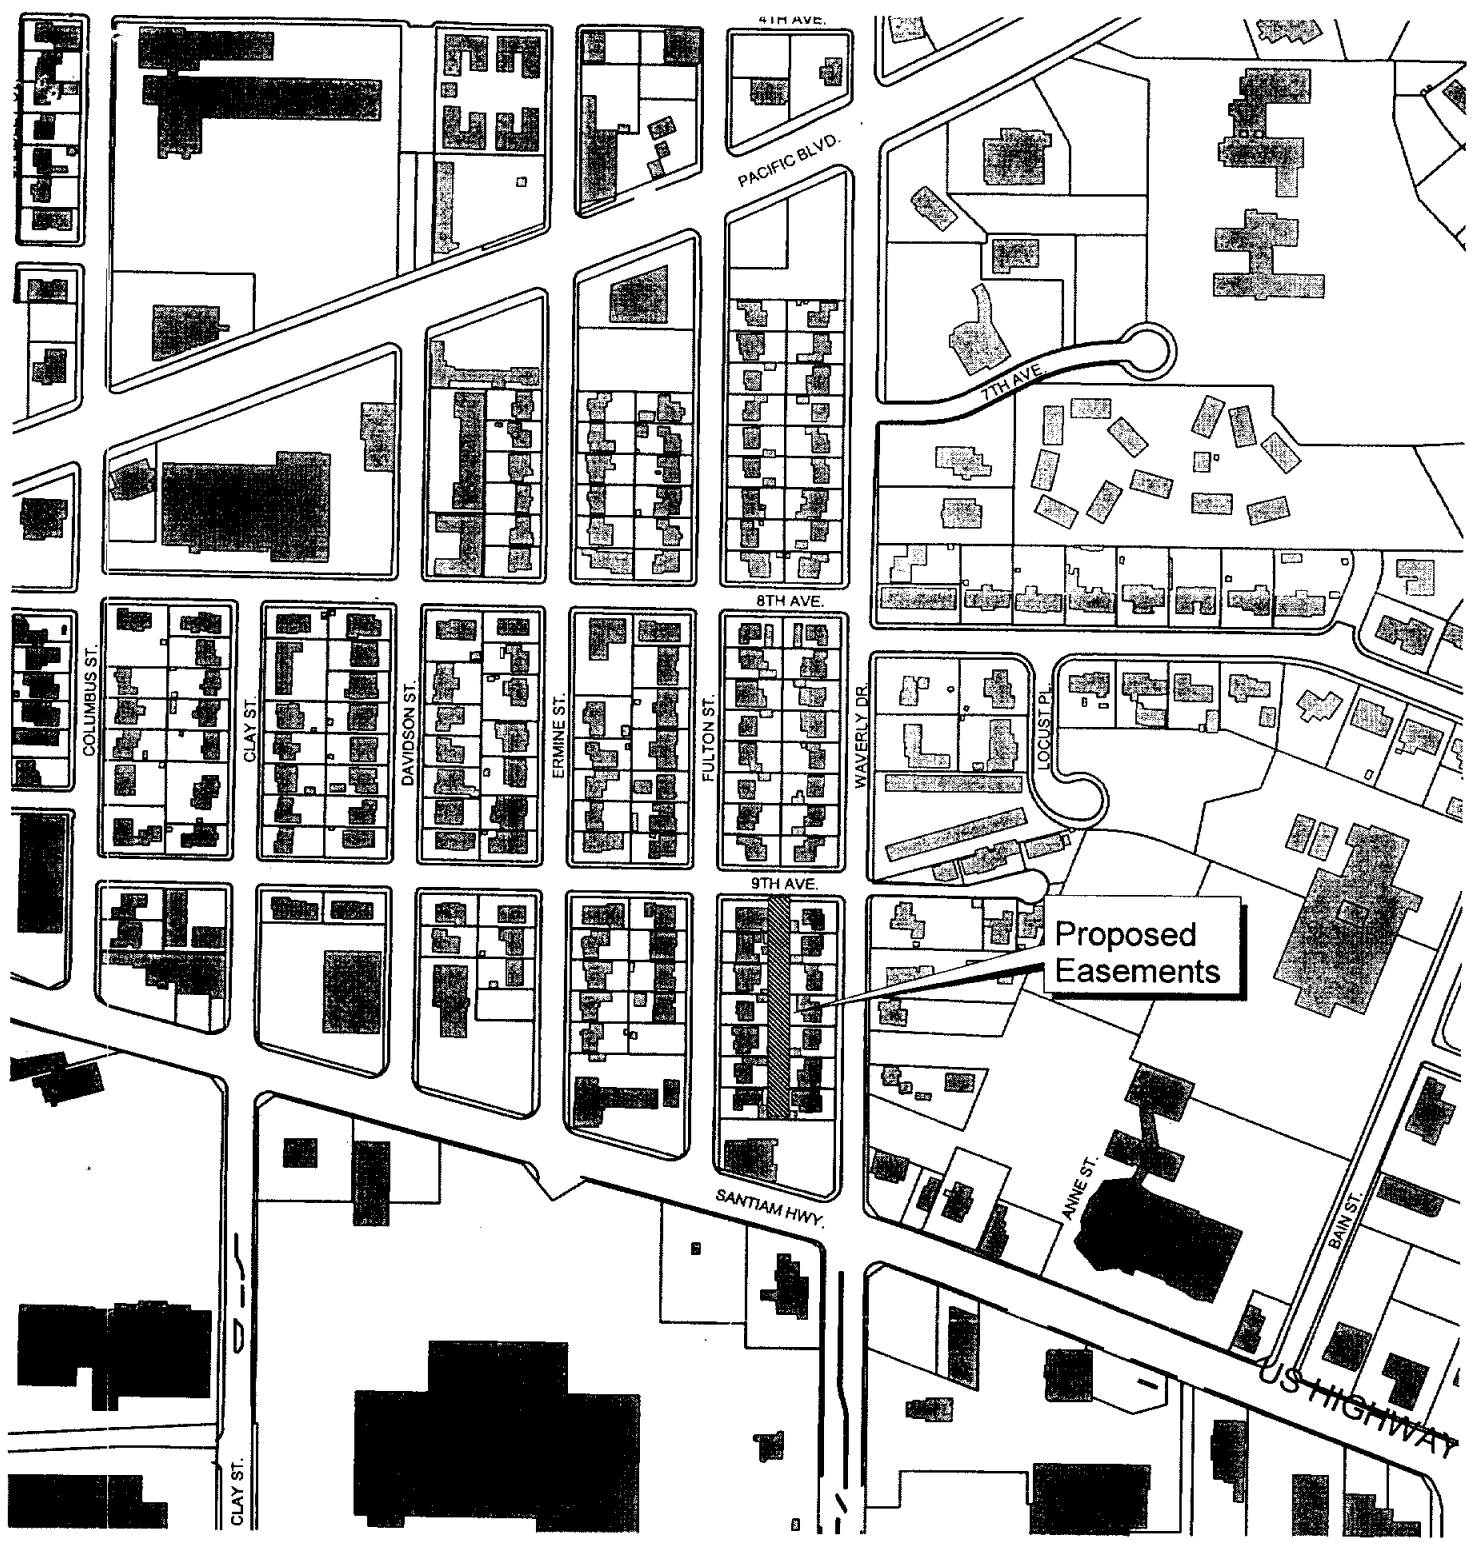 4TH AVE.
PACIFIC BLVD.
7TH AVE.
8TH AVE.
COLUMBUS ST.
CLAY ST.
DAVIDSON ST.
ERMINE ST.
FULTON ST.
WAVERLY DR.
LOCUST PL.
9TH AVE.
Proposed
Easements
SANTIAM HWY.
ANNE ST.
BAIN ST.
US HIGHWAY
CLAY ST.